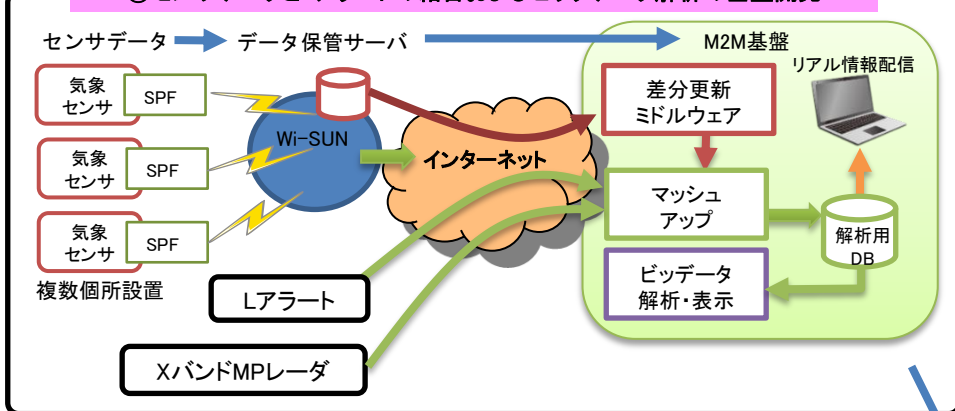 センサデータ
データ保管サーバ
M2M基盤
リアル情報配信
気象
センサ
SPF
気象
センサ
SPF
気象
センサ
SPF
複数個所設置
Wi-SUN
インターネット
差分更新
ミドルウェア
マッシュ
アップ
解析用
DB
ビッデータ
解析・表示
Lアラート
XバンドMPレーダ